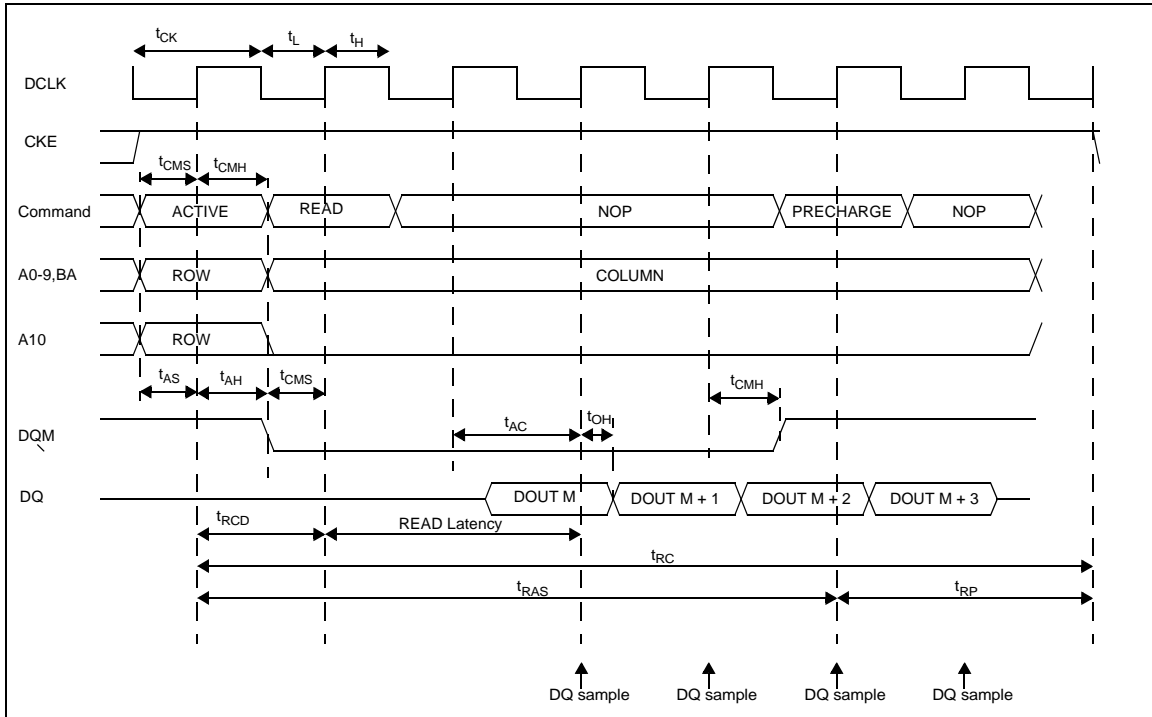 tCK tL tH
DCLK
CKE
tCMS tCMH
Command ACTIVE READ NOP PRECHARGE NOP
A0-9,BA ROW COLUMN
A10 ROW
tAS tAH tCMS tCMH
DQM tAC tOH
DQ DOUT M DOUT M + 1 DOUT M + 2 DOUT M + 3
tRCD READ Latency
tRC
tRAS tRP
DQ sample DQ sample DQ sample DQ sample